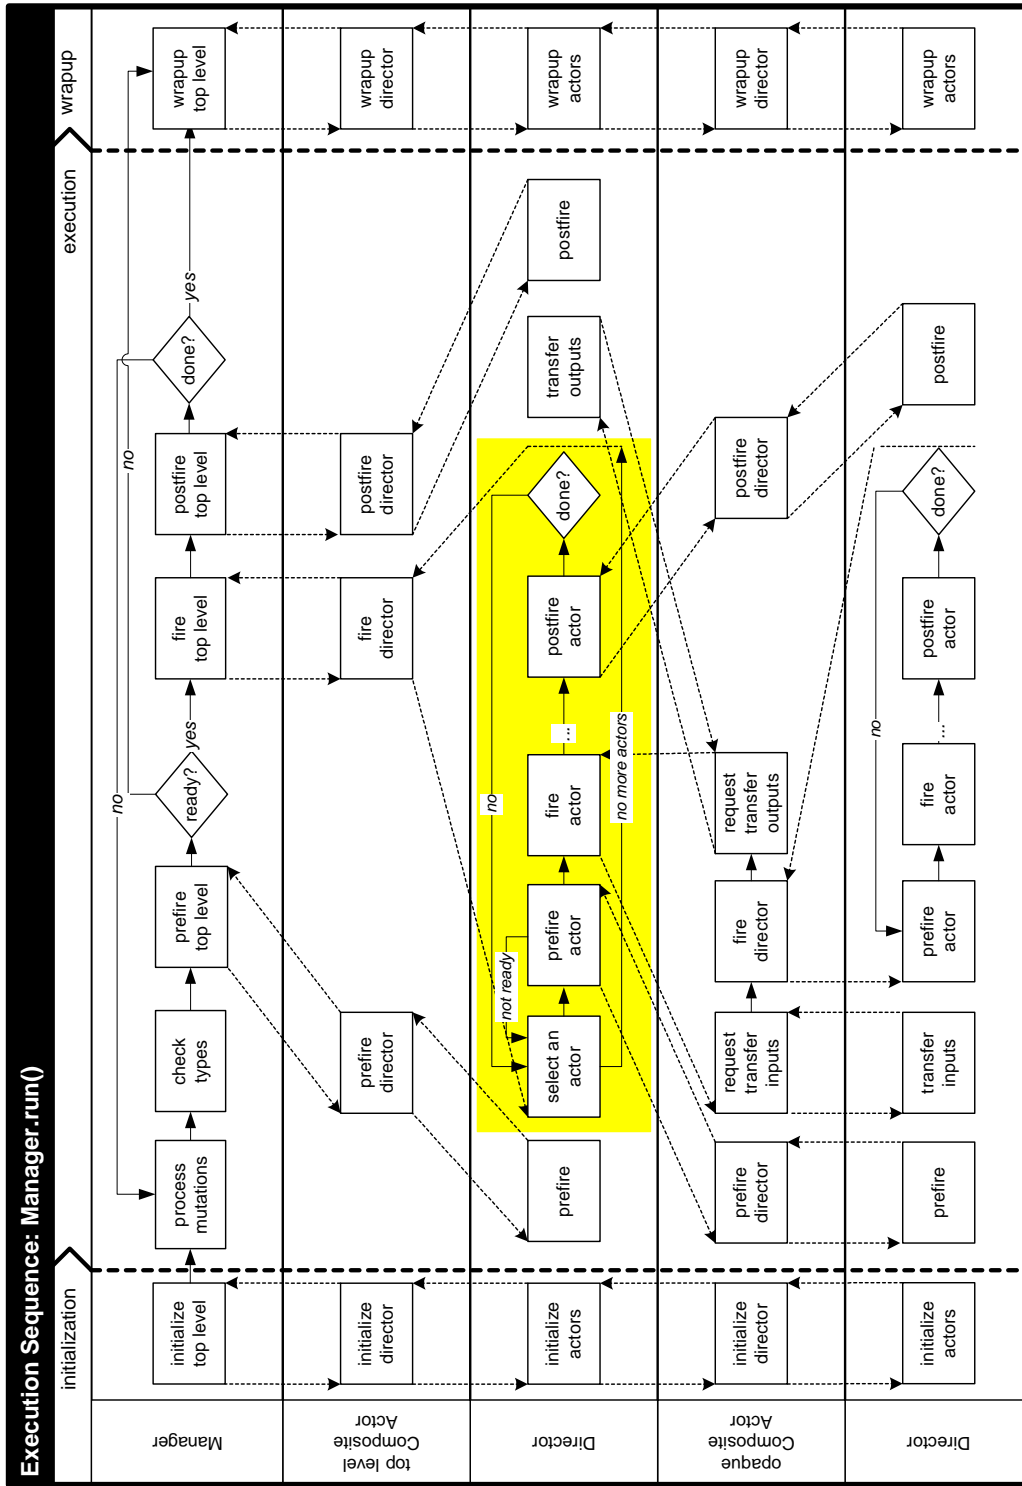 Execution Sequence: Manager.run()
initialization
execution
wrapup
Manager
initialize
top level
process
mutations
check
types
prefire
top level
ready?
yes
no
no
fire
top level
postfire
top level
done?
yes
wrapup
top level
top level
Composite
Actor
initialize
director
prefire
director
fire
director
postfire
director
wrapup
director
Director
initialize
actors
prefire
select an
actor
not ready
no
prefire
actor
fire
actor
...
no more actors
postfire
actor
done?
transfer
outputs
postfire
wrapup
actors
opaque
Composite
Actor
initialize
director
prefire
director
request
transfer
inputs
fire
director
request
transfer
outputs
postfire
director
wrapup
director
Director
initialize
actors
prefire
transfer
inputs
prefire
actor
no
fire
actor
...
postfire
actor
done?
postfire
wrapup
actors